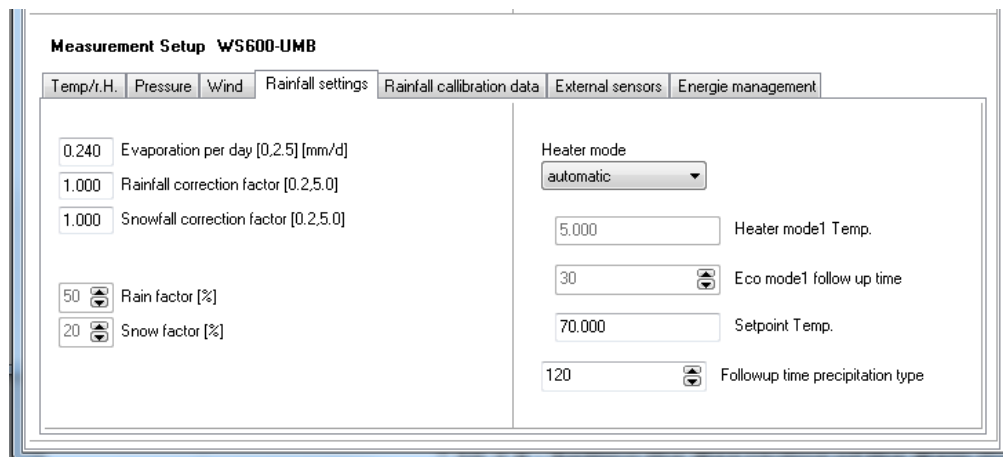 Measurement Setup WS600-UMB
Temp/r.H. Pressure Wind Rainfall settings Rainfall callibration data External sensors Energie management
0.240 Evaporation per day [0,2.5] [mm/d]
1.000 Rainfall correction factor [0.2,5.0]
1.000 Snowfall correction factor [0.2,5.0]
50 Rain factor [%]
20 Snow factor [%]
Heater mode
automatic
5.000 Heater mode1 Temp.
30 Eco mode1 follow up time
70.000 Setpoint Temp.
120 Followup time precipitation type